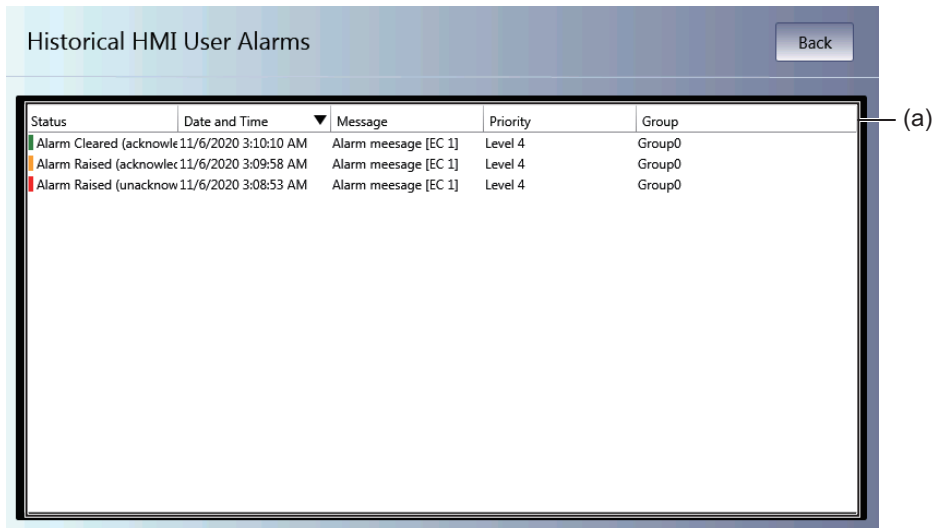 Historical HMI User Alarms
Back
Status Date and Time ▼ Message Priority Group
(a)
Alarm Cleared (acknowle 11/6/2020 3:10:10 AM Alarm meesage [EC 1] Level 4 Group0
Alarm Raised (acknowlec 11/6/2020 3:09:58 AM Alarm meesage [EC 1] Level 4 Group0
Alarm Raised (unacknow 11/6/2020 3:08:53 AM Alarm meesage [EC 1] Level 4 Group0